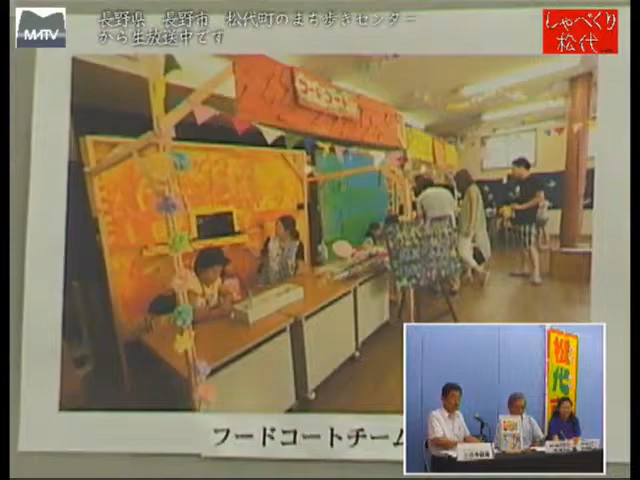 長野県　長野市　松代町のまち歩きセンター
から生放送中です
MATV
しゃべくり
松代
フードコート
フードコートチーム
松代